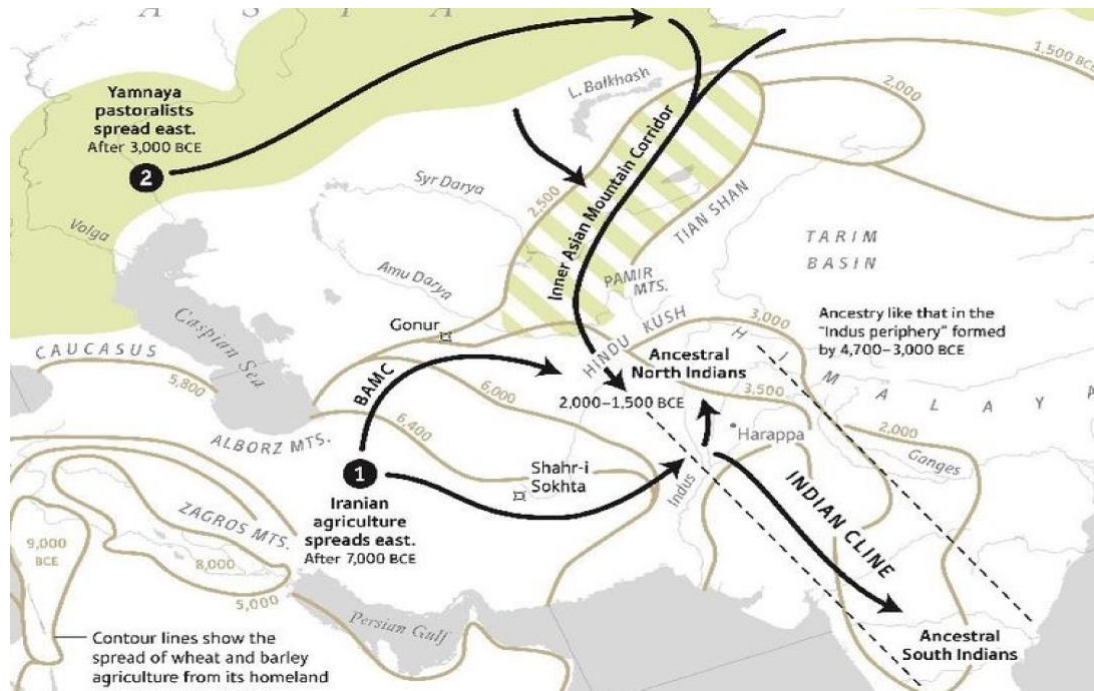 A S I A
Yamnaya
pastoralists
spread east.
After 3,000 BCE
2
Volga
Caspian Sea
CAUCASUS
5,800
L. Balkhash
Syr Darya
Amu Darya
2,500
Inner Asian Mountain Corridor
TIAN SHAN
1,500 BCE
2,000
TARIM
BASIN
PAMIR
MTS.
Gonur
BAMC
HINDU KUSH
3,000
Ancestry like that in the
"Indus periphery" formed
by 4,700–3,000 BCE
Ancestral
North Indians
2,000–1,500 BCE
3,500
HIMALAYA
6,000
6,400
ALBORZ MTS.
1
Iranian
agriculture
spreads east.
After 7,000 BCE
Shahr-i
Sokhta
Harappa
Indus
2,000
Ganges
INDIAN CLINE
ZAGROS MTS.
9,000
BCE
8,000
5,000
Persian Gulf
Contour lines show the
spread of wheat and barley
agriculture from its homeland
Ancestral
South Indians